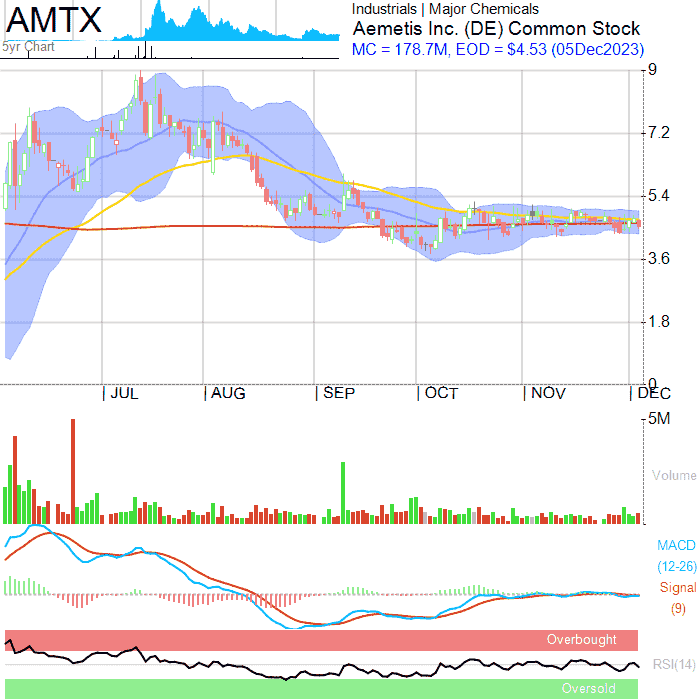 AMTX
5yr Chart
Industrials | Major Chemicals
Aemetis Inc. (DE) Common Stock
MC = 178.7M, EOD = $4.53 (05Dec2023)
9
7.2
5.4
3.6
1.8
0
| JUL | AUG | SEP | OCT | NOV | DEC
5M
Volume
MACD
(12-26)
Signal
(9)
Overbought
RSI(14)
Oversold